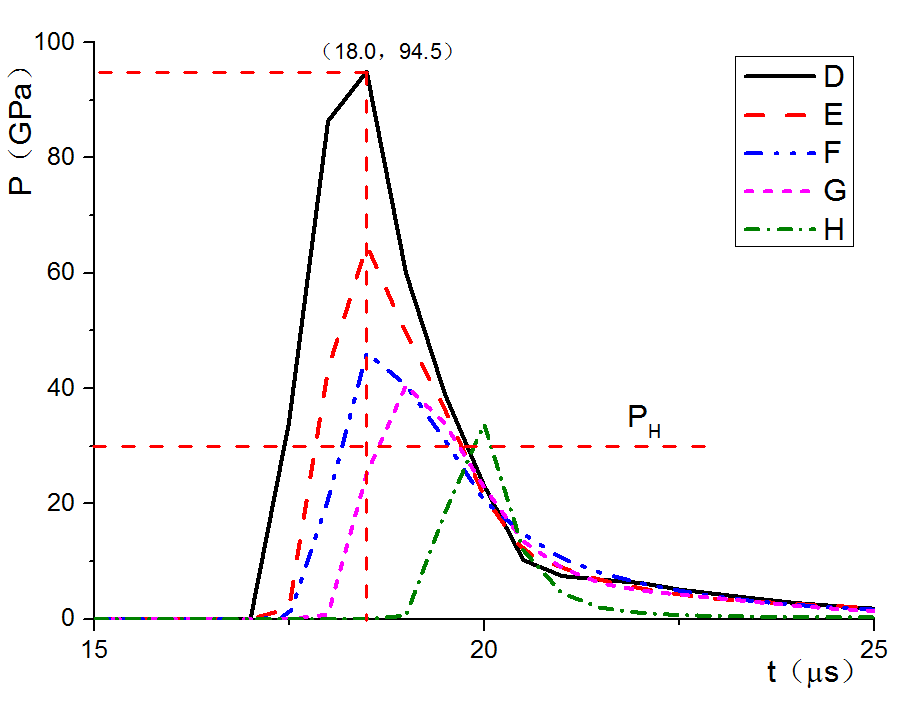 （18.0，94.5）
P（GPa）
100
80
60
40
20
0
15
20
25
t（μs）
P_H
D
E
F
G
H